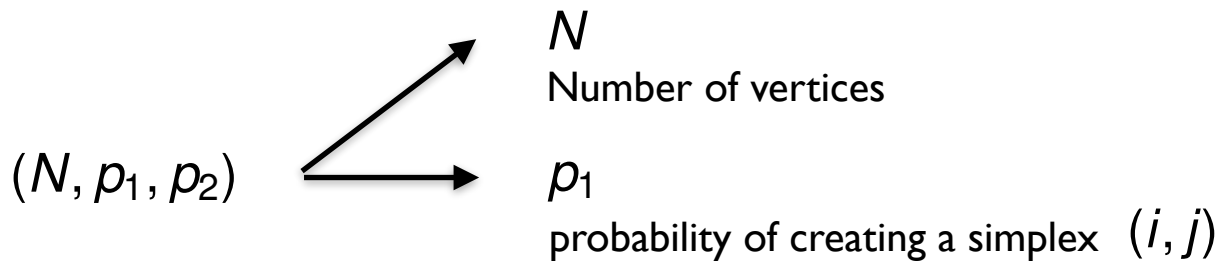 N
Number of vertices
(N, p₁, p₂)
p₁
probability of creating a simplex (i, j)